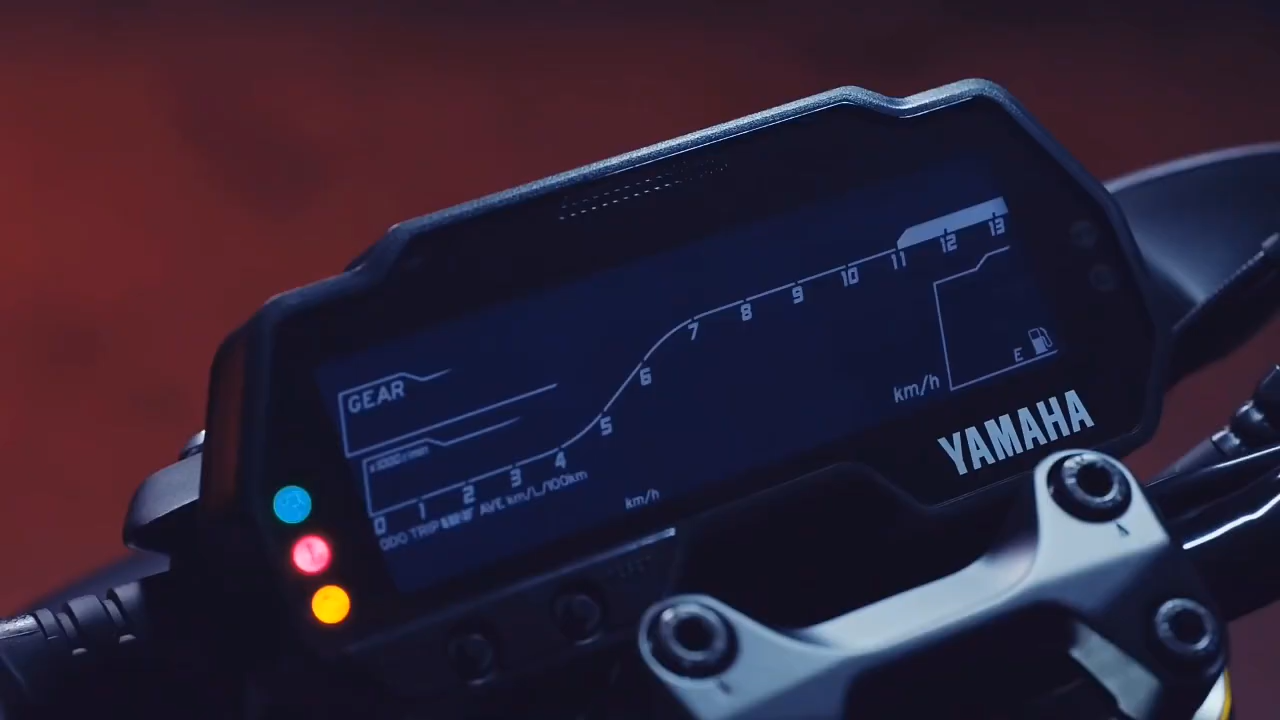 GEAR
x1000r/min
0 1 2 3 4 5 6 7 8 9 10 11 12 13
ODO TRIP AVE km/L/100km
km/h
km/h
E
YAMAHA